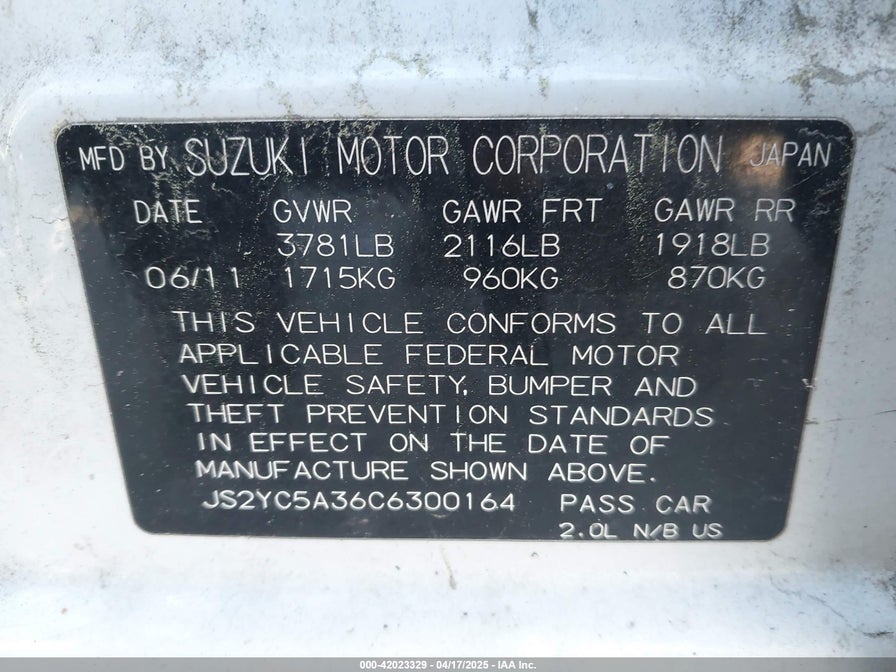 MFD BY SUZUKI MOTOR CORPORATION JAPAN
DATE GVWR GAWR FRT GAWR RR
3781LB 2116LB 1918LB
06/11 1715KG 960KG 870KG
THIS VEHICLE CONFORMS TO ALL
APPLICABLE FEDERAL MOTOR
VEHICLE SAFETY, BUMPER AND
THEFT PREVENTION STANDARDS
IN EFFECT ON THE DATE OF
MANUFACTURE SHOWN ABOVE.
JS2YC5A36C6300164 PASS CAR
2.0L N/B US
000-42023329 - 04/17/2025 - IAA Inc.